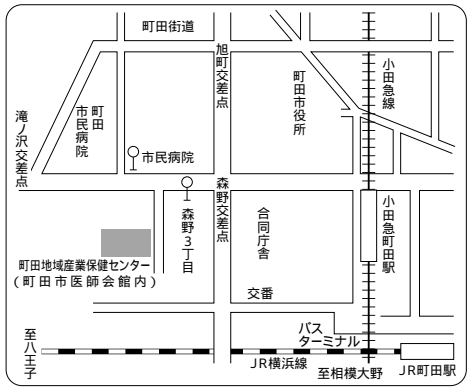 町田街道
旭町交差点
小田急線
町田市役所
町田
市民病院
滝ノ沢交差点
市民病院
森野3丁目
森野交差点
合同庁舎
小田急町田駅
町田地域産業保健センター
(町田市医師会館内)
交番
バス
ターミナル
至八王子
JR横浜線
至相模大野
JR町田駅